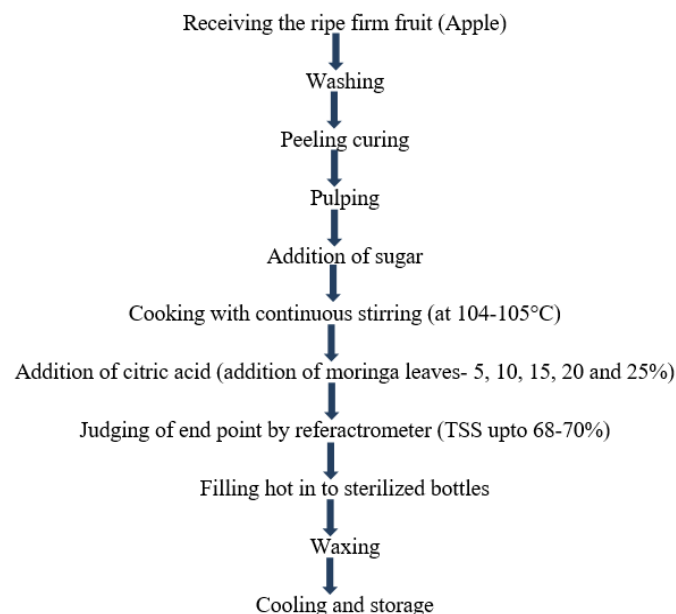 Receiving the ripe firm fruit (Apple)
Washing
Peeling curing
Pulping
Addition of sugar
Cooking with continuous stirring (at 104-105°C)
Addition of citric acid (addition of moringa leaves- 5, 10, 15, 20 and 25%)
Judging of end point by referactrometer (TSS upto 68-70%)
Filling hot in to sterilized bottles
Waxing
Cooling and storage